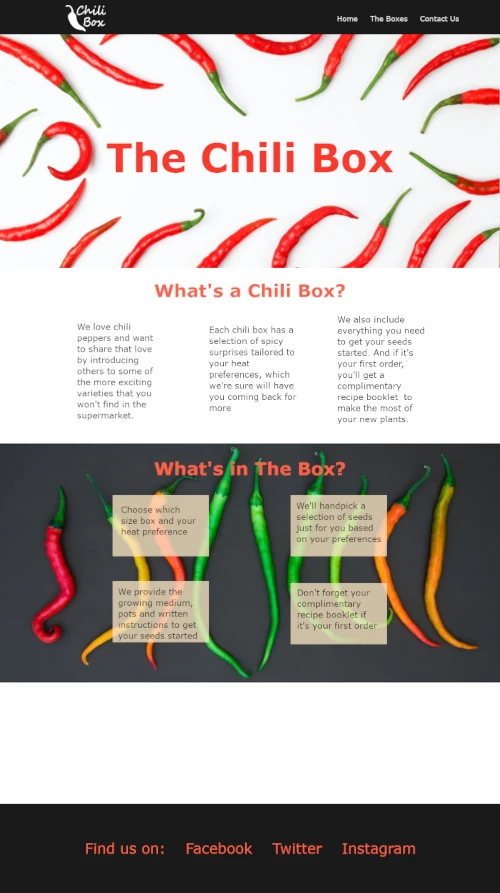 Chili
Box
Home The Boxes Contact Us
The Chili Box
What's a Chili Box?
We love chili
peppers and want
to share that love
by introducing
others to some of
the more exciting
varieties that you
won't find in the
supermarket.
Each chili box has a
selection of spicy
surprises tailored to
your heat
preferences, which
we're sure will have
you coming back for
more
We also include
everything you need
to get your seeds
started. And if it's
your first order,
you'll get a
complimentary
recipe booklet to
make the most of
your new plants.
What's in The Box?
Choose which
size box and your
heat preference
We'll handpick a
selection of seeds
just for you based
on your preferences
We provide the
growing medium,
pots and written
instructions to get
your seeds started
Don't forget your
complimentary
recipe booklet if
it's your first order
Find us on: Facebook Twitter Instagram